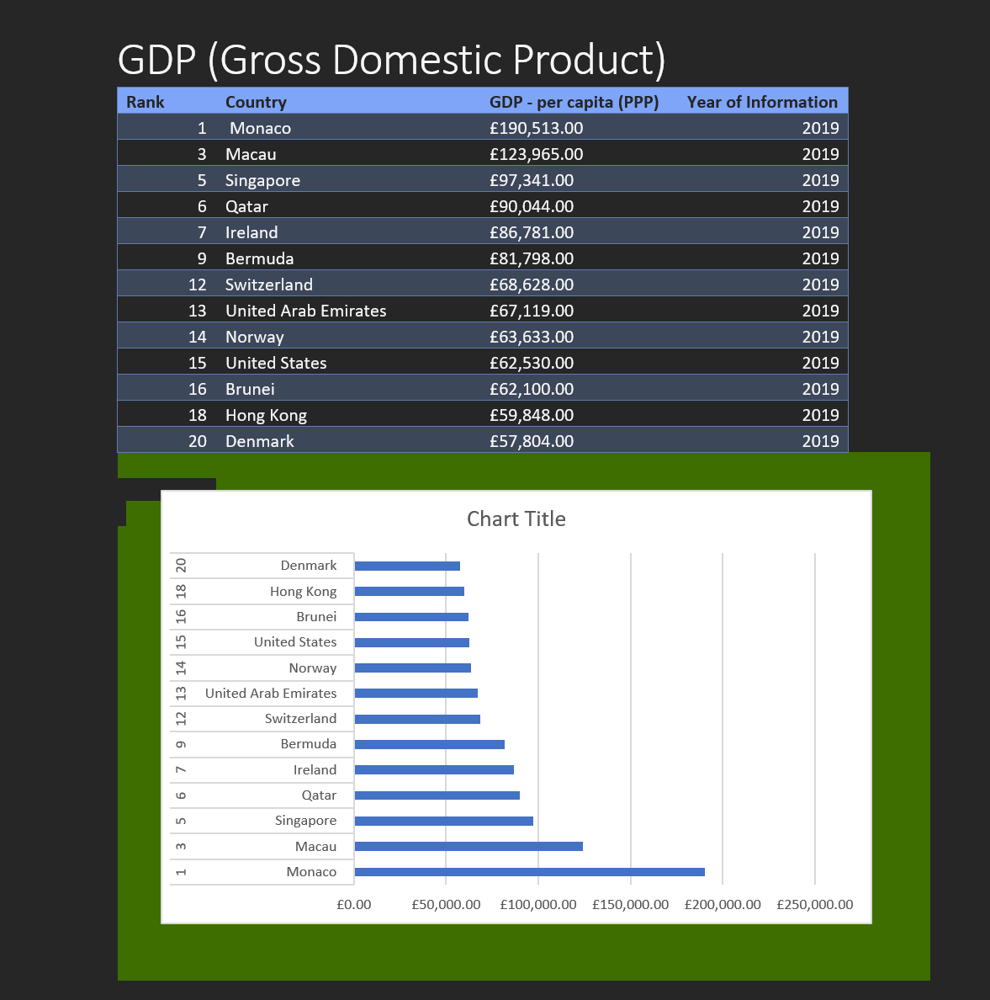 GDP (Gross Domestic Product)
Rank Country GDP - per capita (PPP) Year of Information
1 Monaco £190,513.00 2019
3 Macau £123,965.00 2019
5 Singapore £97,341.00 2019
6 Qatar £90,044.00 2019
7 Ireland £86,781.00 2019
9 Bermuda £81,798.00 2019
12 Switzerland £68,628.00 2019
13 United Arab Emirates £67,119.00 2019
14 Norway £63,633.00 2019
15 United States £62,530.00 2019
16 Brunei £62,100.00 2019
18 Hong Kong £59,848.00 2019
20 Denmark £57,804.00 2019
Chart Title
20 Denmark
18 Hong Kong
16 Brunei
15 United States
14 Norway
13 United Arab Emirates
12 Switzerland
9 Bermuda
7 Ireland
6 Qatar
5 Singapore
3 Macau
1 Monaco
£0.00 £50,000.00 £100,000.00 £150,000.00 £200,000.00 £250,000.00